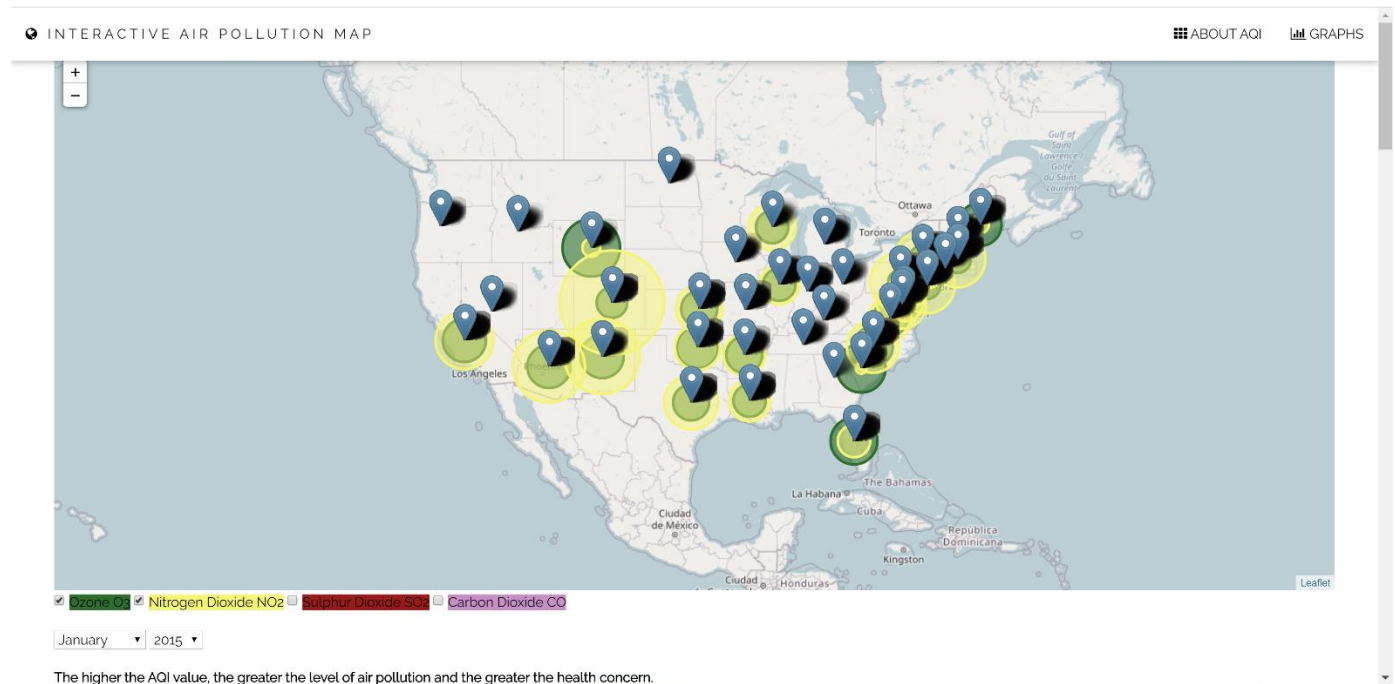 INTERACTIVE AIR POLLUTION MAP
ABOUT AQI
GRAPHS
+
−
Gulf of
Saint
Lawrence /
Golfe
du Saint
Laurent
Ottawa
Toronto
Los Angeles
La Habana
The Bahamas
Ciudad
de México
Cuba
República
Dominicana
Kingston
Ciudad
Honduras
Leaflet
Ozone O3 Nitrogen Dioxide NO2 Sulphur Dioxide SO2 Carbon Dioxide CO
January 2015
The higher the AQI value, the greater the level of air pollution and the greater the health concern.